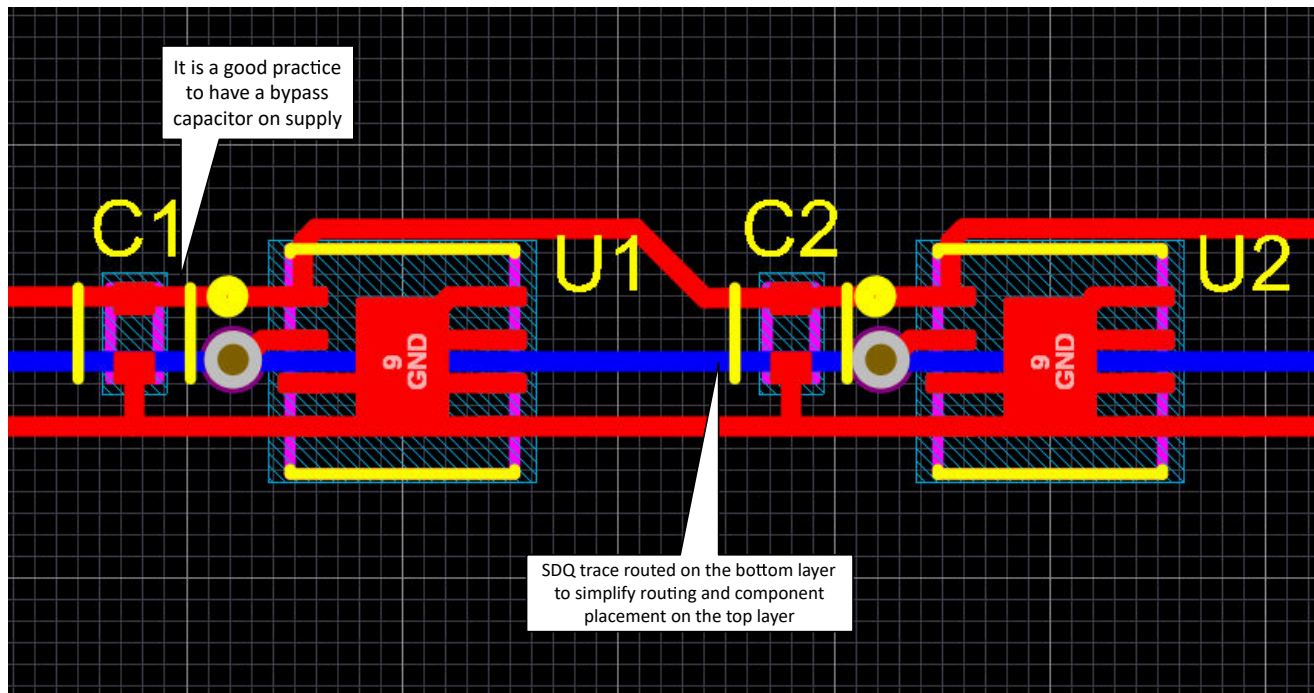 It is a good practice
to have a bypass
capacitor on supply
C1
U1
C2
U2
9
GND
9
GND
SDQ trace routed on the bottom layer
to simplify routing and component
placement on the top layer